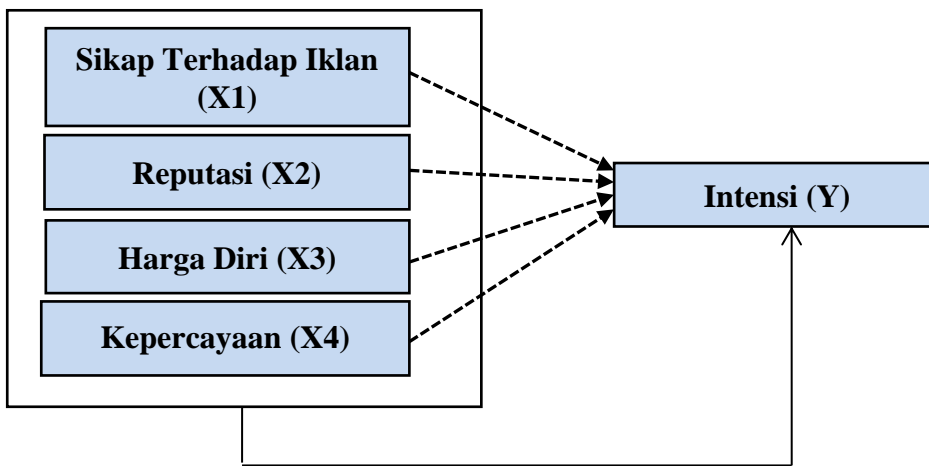 Sikap Terhadap Iklan
(X1)
Reputasi (X2)
Harga Diri (X3)
Kepercayaan (X4)
Intensi (Y)